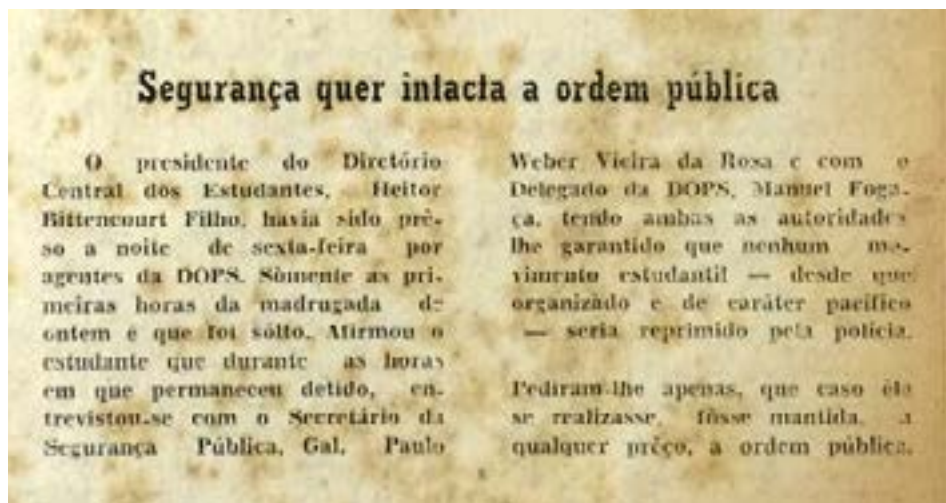 Segurança quer intacta a ordem pública
O presidente do Diretório
Central dos Estudantes, Heitor
Bittencourt Filho, havia sido prê-
so a noite de sexta-feira por
agentes da DOPS. Sòmente as pri-
meiras horas da madrugada de
ontem é que foi sôlto. Afirmou o
estudante que durante as horas
em que permaneceu detido, en-
trevistou-se com o Secretário da
Segurança Pública, Gal. Paulo
Weber Vieira da Rosa e com o
Delegado da DOPS, Manuel Foga-
ça, tendo ambas as autoridades
lhe garantido que nenhum mo-
vimento estudantil — desde que
organizado e de caráter pacífico
— seria reprimido pela polícia.
Pediram-lhe apenas, que caso êle
se realizasse, fôsse mantida, a
qualquer prêço, a ordem pública.